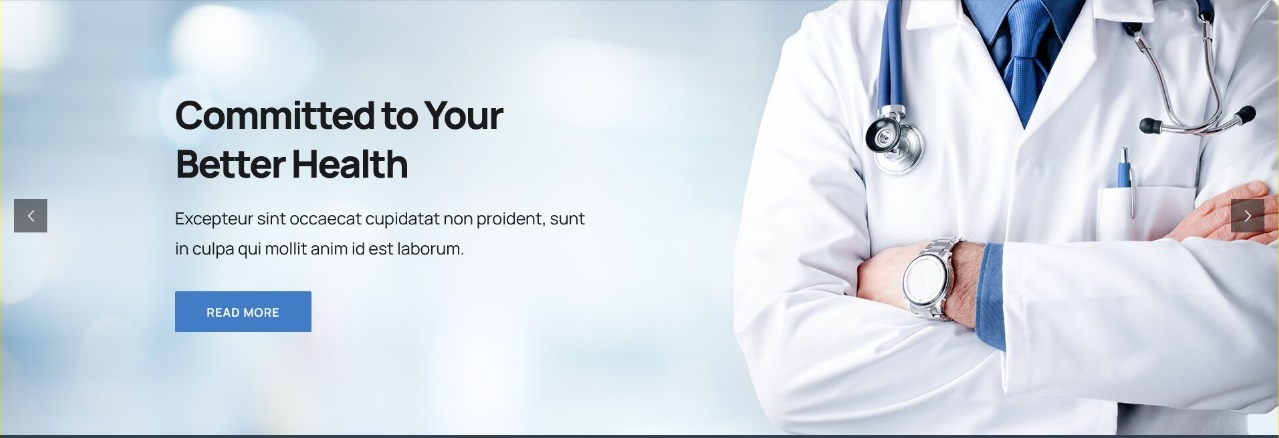 Committed to Your
Better Health
Excepteur sint occaecat cupidatat non proident, sunt
in culpa qui mollit anim id est laborum.
READ MORE